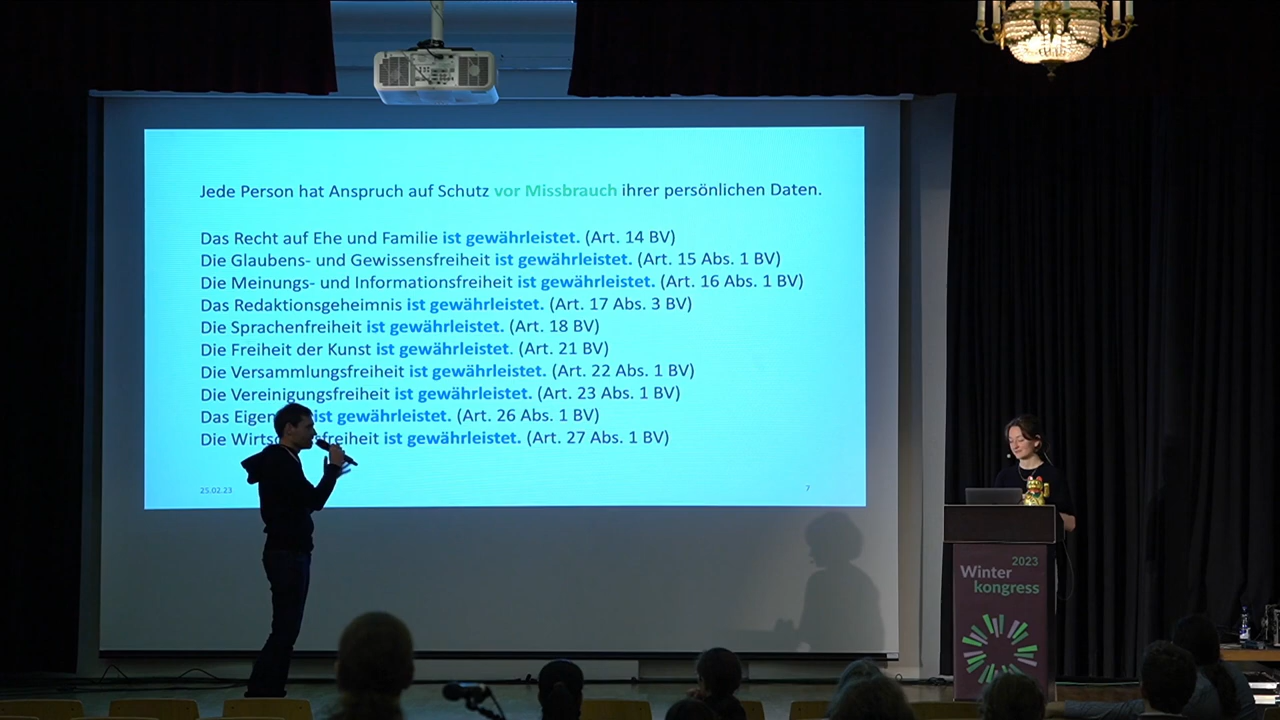 Jede Person hat Anspruch auf Schutz vor Missbrauch ihrer persönlichen Daten.
Das Recht auf Ehe und Familie ist gewährleistet. (Art. 14 BV)
Die Glaubens- und Gewissensfreiheit ist gewährleistet. (Art. 15 Abs. 1 BV)
Die Meinungs- und Informationsfreiheit ist gewährleistet. (Art. 16 Abs. 1 BV)
Das Redaktionsgeheimnis ist gewährleistet. (Art. 17 Abs. 3 BV)
Die Sprachenfreiheit ist gewährleistet. (Art. 18 BV)
Die Freiheit der Kunst ist gewährleistet. (Art. 21 BV)
Die Versammlungsfreiheit ist gewährleistet. (Art. 22 Abs. 1 BV)
Die Vereinigungsfreiheit ist gewährleistet. (Art. 23 Abs. 1 BV)
Das ist gewährleistet. (Art. 26 Abs. 1 BV)
Die ist gewährleistet. (Art. 27 Abs. 1 BV)
25.02.23 7
2023
Winter
kongress